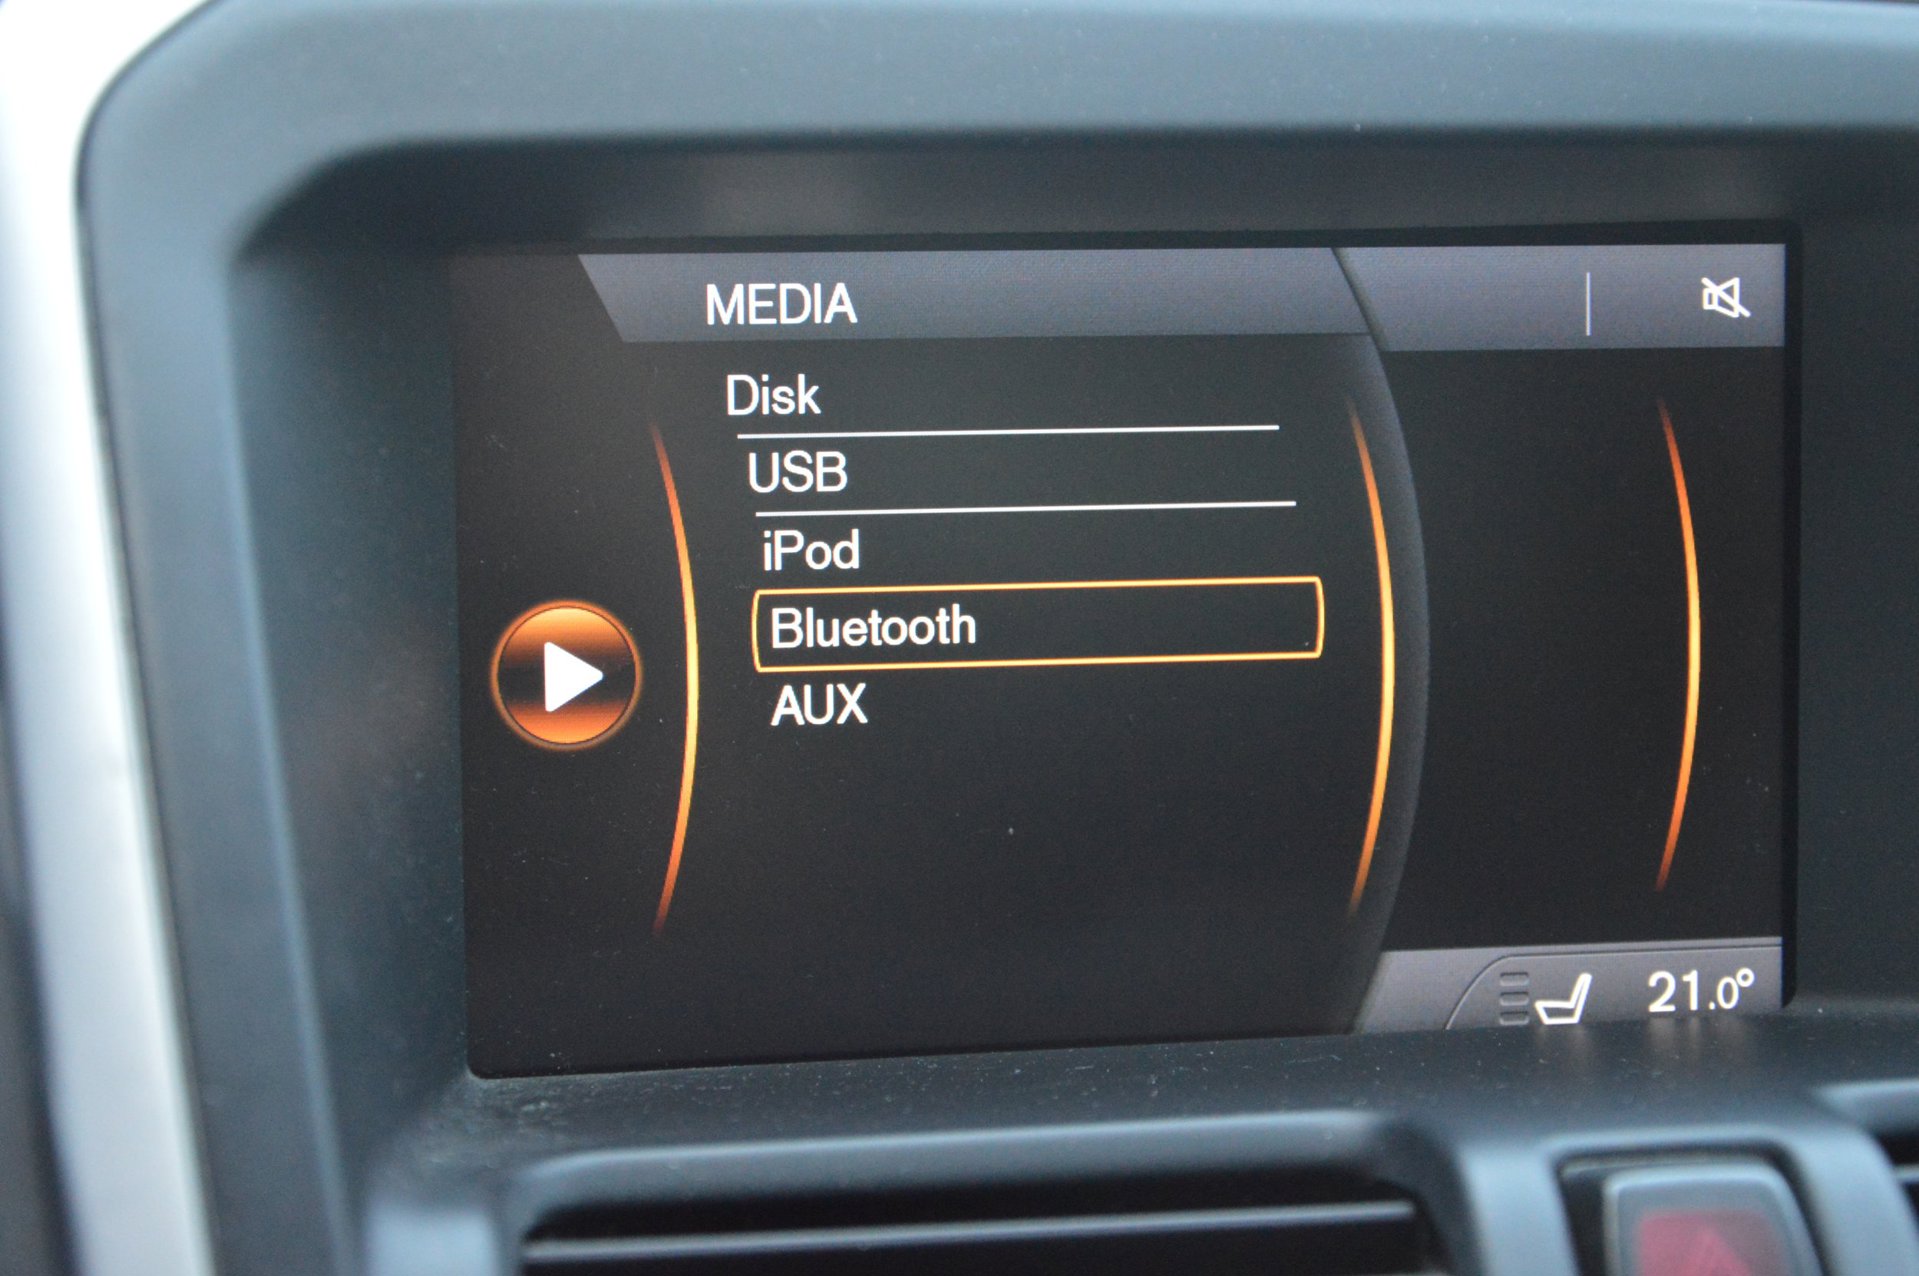 MEDIA
Disk
USB
iPod
Bluetooth
AUX
21.0°